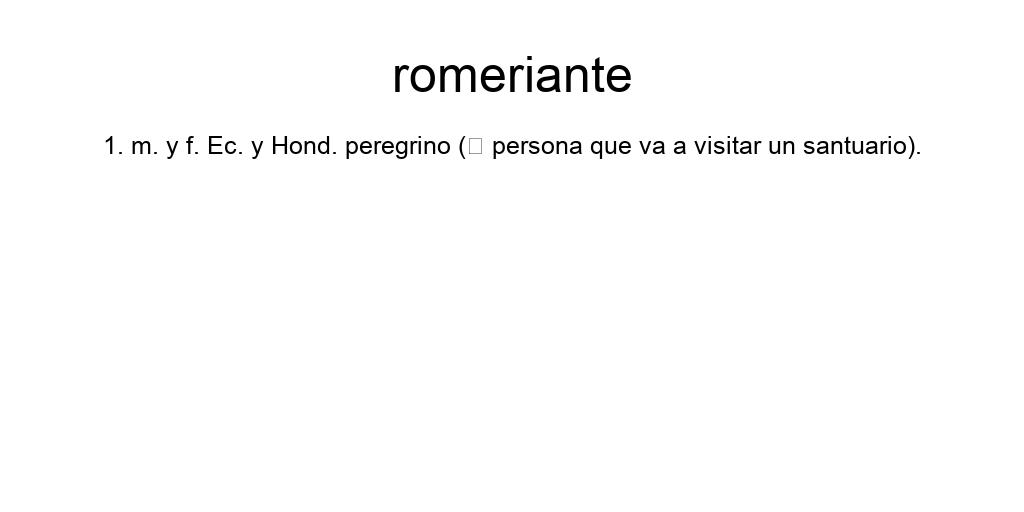 romeriante
1. m. y f. Ec. y Hond. peregrino (□ persona que va a visitar un santuario).